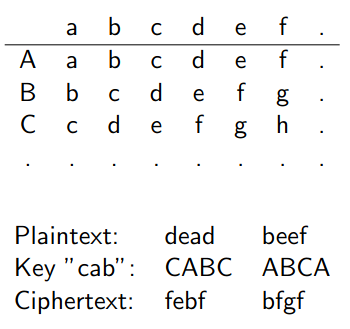 a b c d e f .
A a b c d e f .
B b c d e f g .
C c d e f g h .
. . . . . . . .
Plaintext: dead beef
Key "cab": CABC ABCA
Ciphertext: febf bfgf